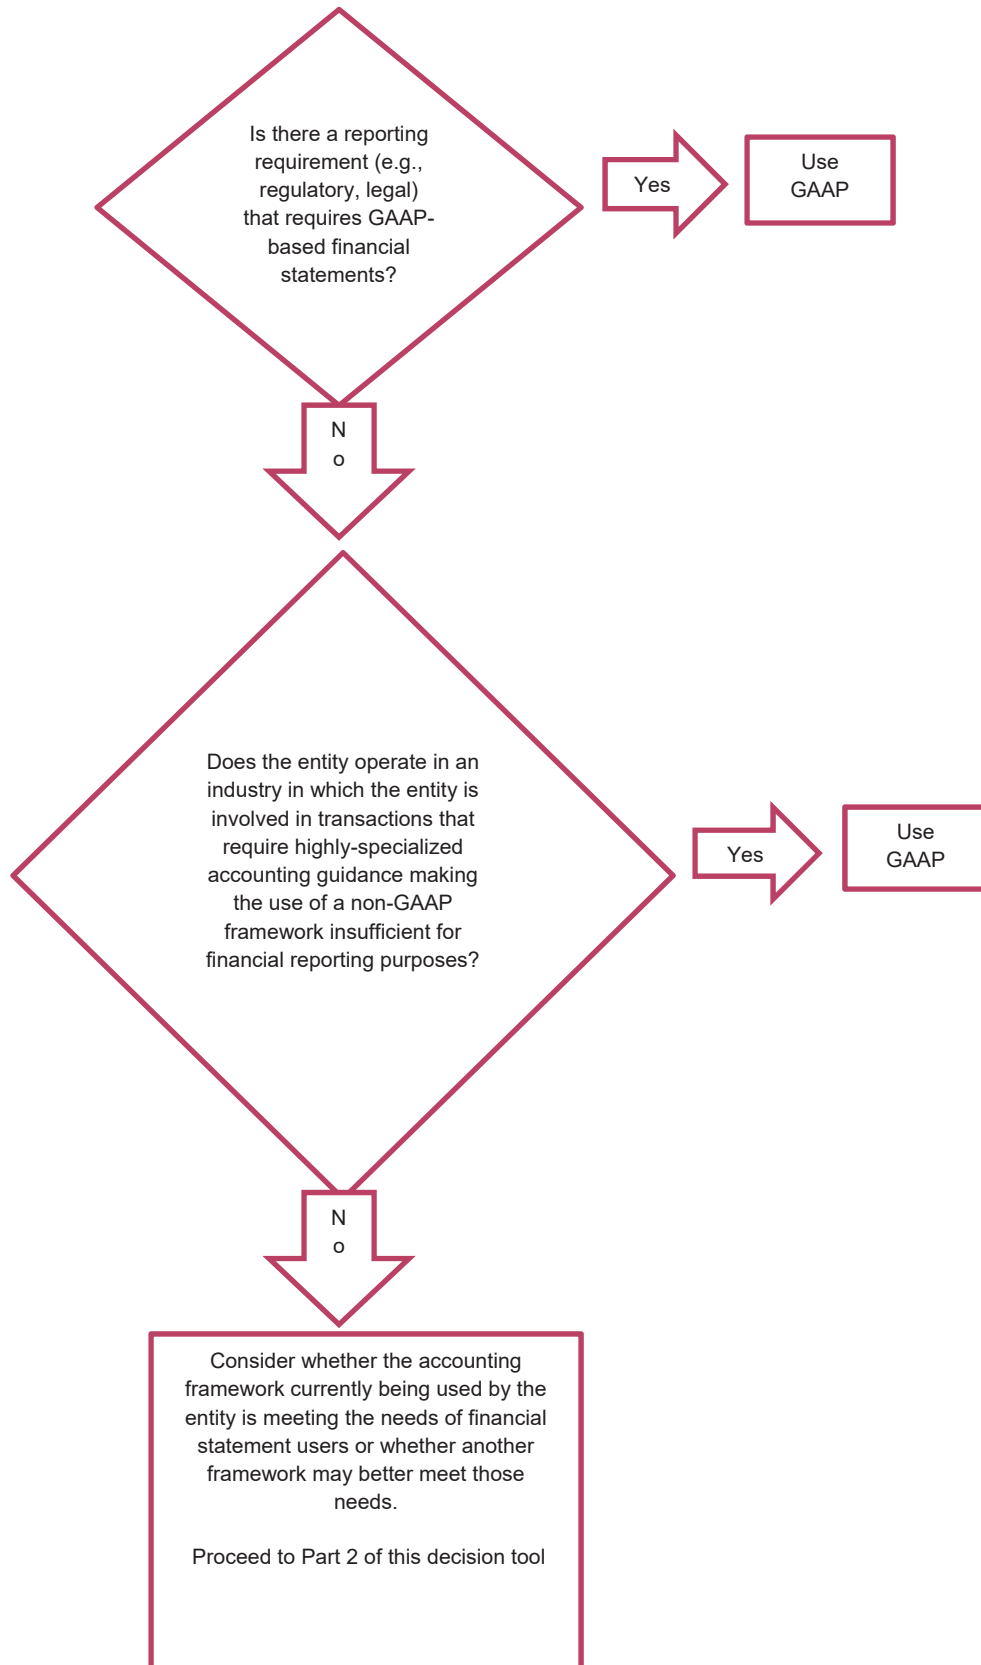 Is there a reporting
requirement (e.g.,
regulatory, legal)
that requires GAAP-
based financial
statements?
Yes
Use
GAAP
N
o
Does the entity operate in an
industry in which the entity is
involved in transactions that
require highly-specialized
accounting guidance making
the use of a non-GAAP
framework insufficient for
financial reporting purposes?
Yes
Use
GAAP
N
o
Consider whether the accounting
framework currently being used by the
entity is meeting the needs of financial
statement users or whether another
framework may better meet those
needs.
Proceed to Part 2 of this decision tool